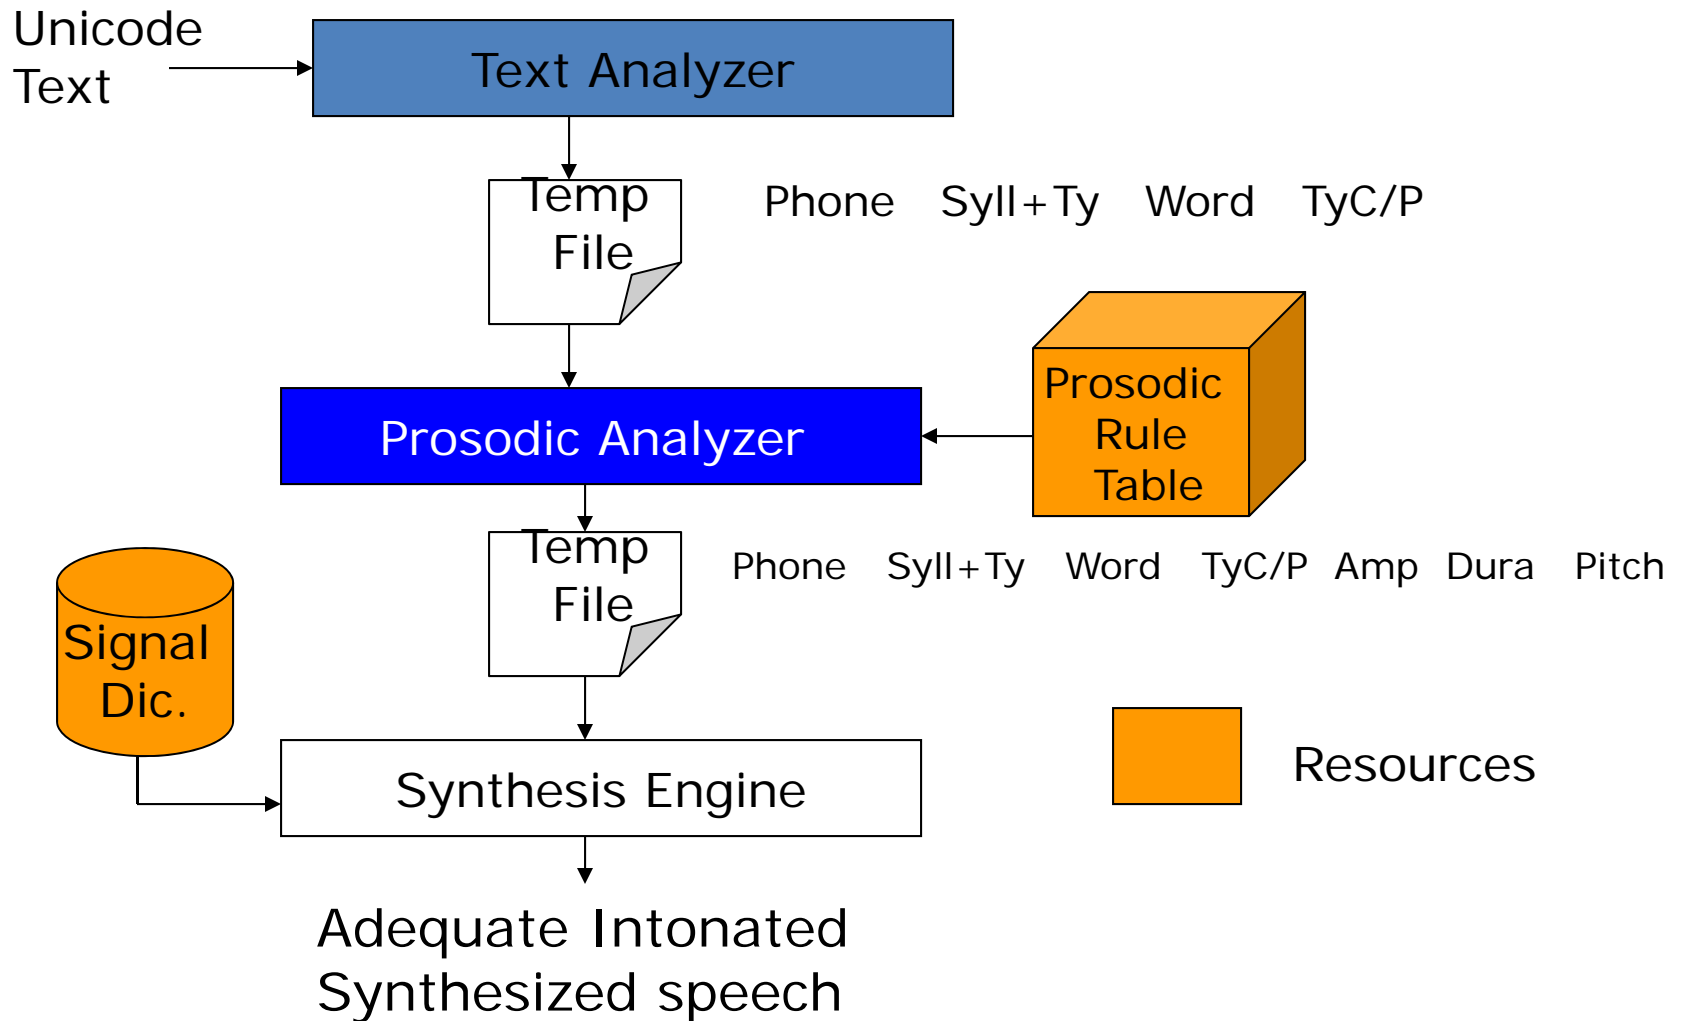 Unicode
Text
Text Analyzer
Temp
File
Phone Syll+Ty Word TyC/P
Prosodic Analyzer
Prosodic
Rule
Table
Temp
File
Phone Syll+Ty Word TyC/P Amp Dura Pitch
Signal
Dic.
Synthesis Engine
Resources
Adequate Intonated
Synthesized speech